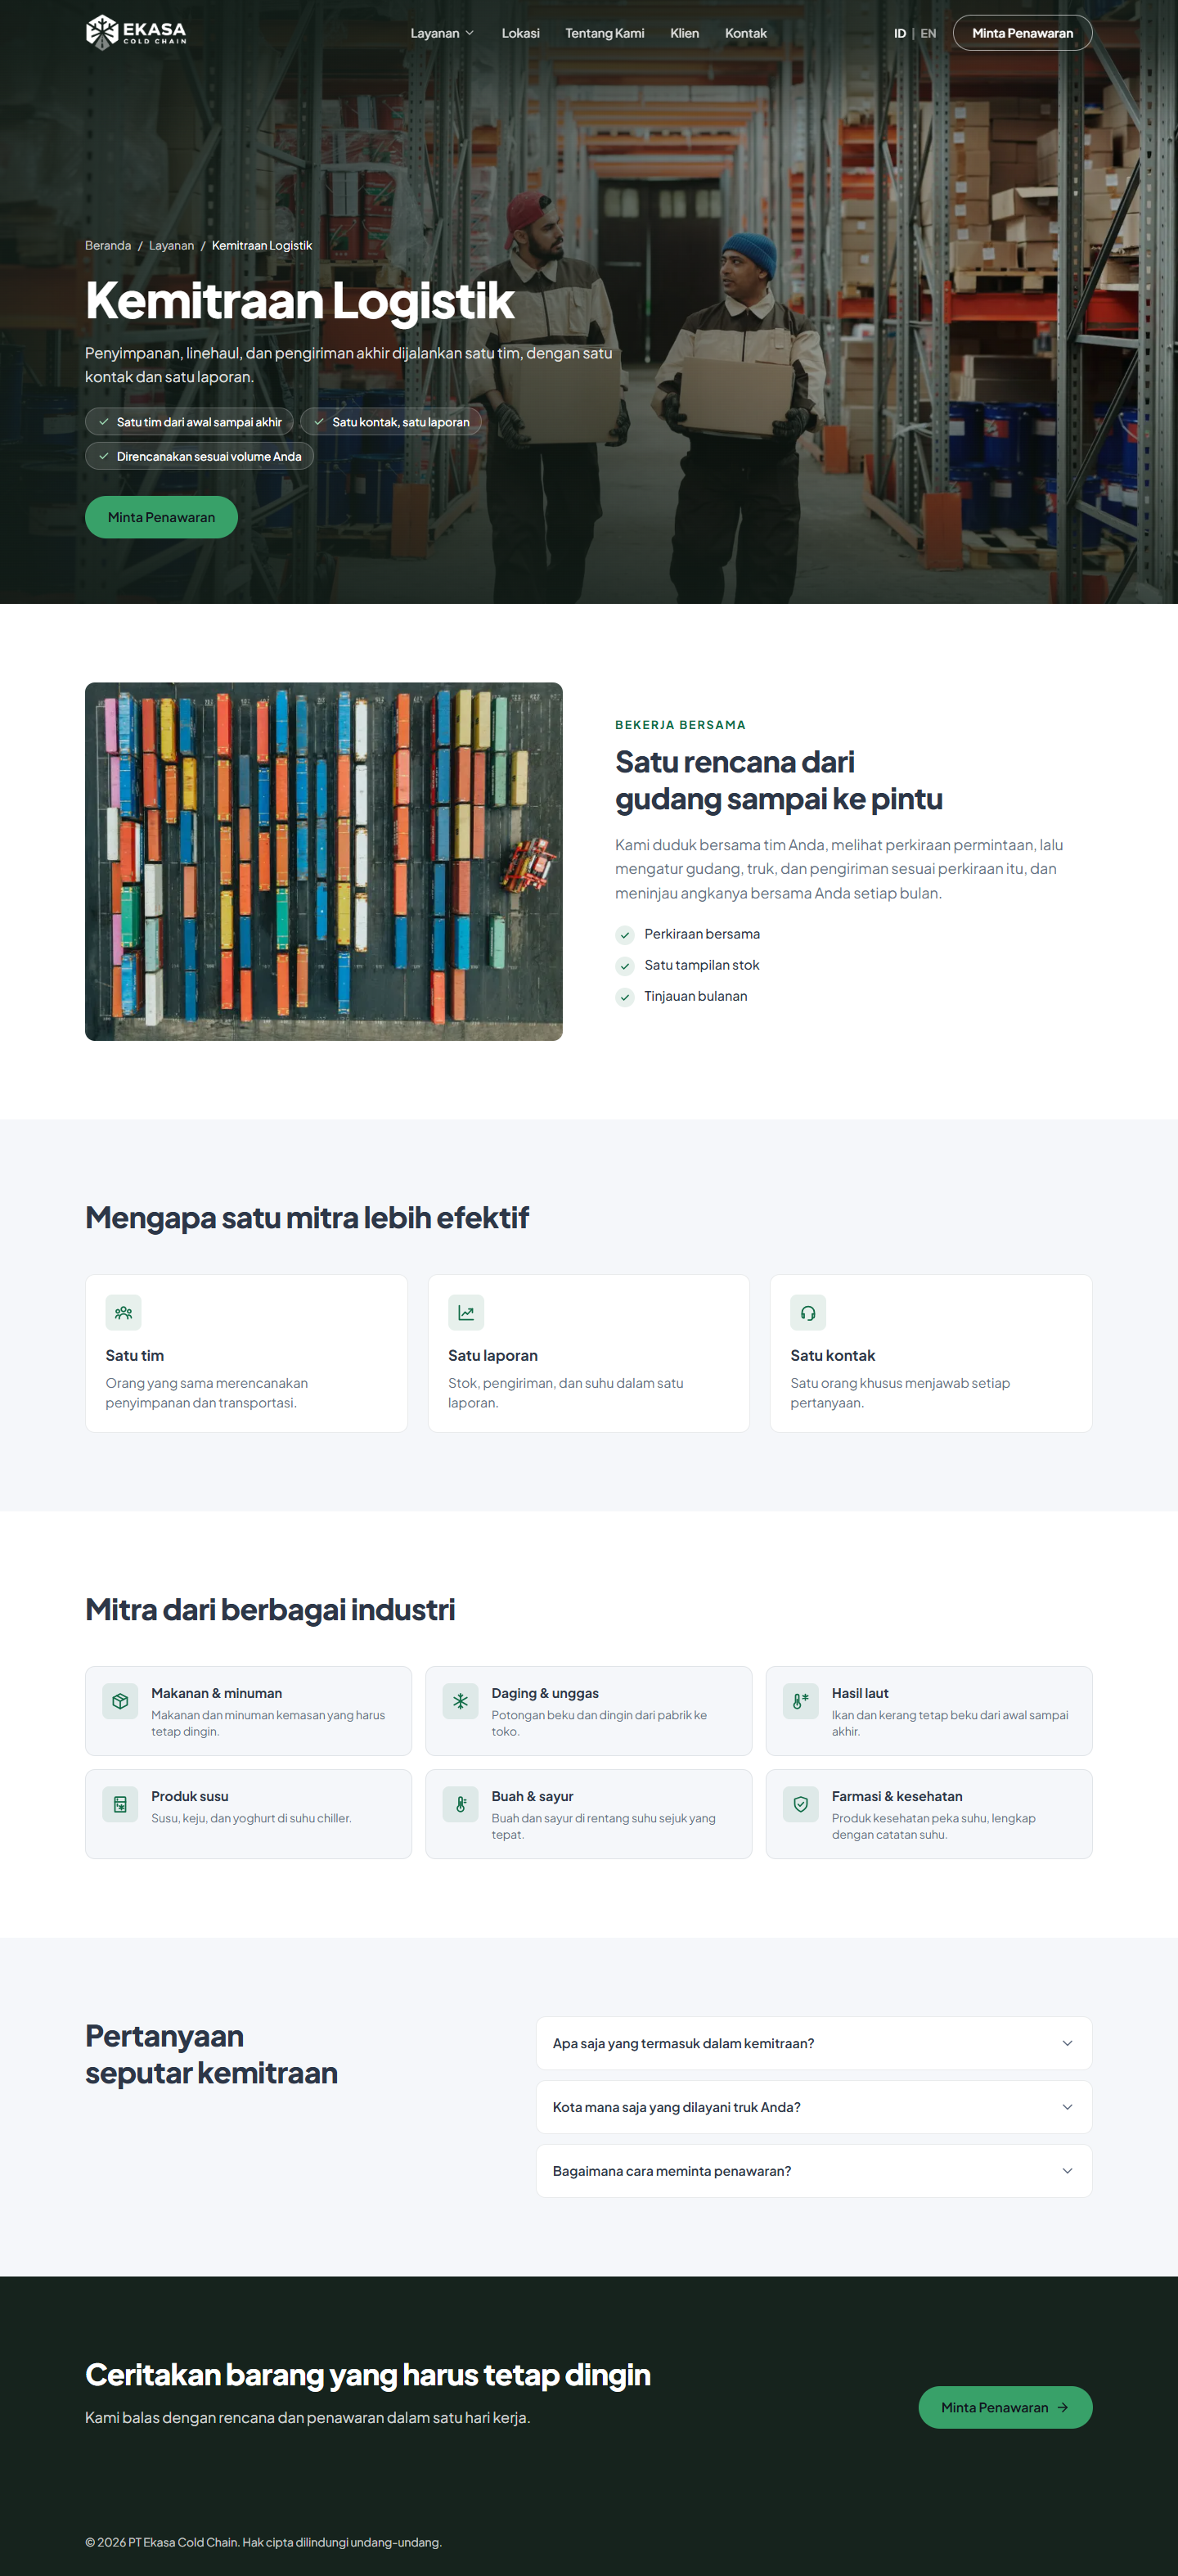 EKASA
COLD CHAIN
Layanan
Lokasi
Tentang Kami
Klien
Kontak
ID | EN
Minta Penawaran
Beranda / Layanan / Kemitraan Logistik
Kemitraan Logistik
Penyimpanan, linehaul, dan pengiriman akhir dijalankan satu tim, dengan satu
kontak dan satu laporan.
Satu tim dari awal sampai akhir
Satu kontak, satu laporan
Direncanakan sesuai volume Anda
Minta Penawaran
BEKERJA BERSAMA
Satu rencana dari
gudang sampai ke pintu
Kami duduk bersama tim Anda, melihat perkiraan permintaan, lalu
mengatur gudang, truk, dan pengiriman sesuai perkiraan itu, dan
meninjau angkanya bersama Anda setiap bulan.
Perkiraan bersama
Satu tampilan stok
Tinjauan bulanan
Mengapa satu mitra lebih efektif
Satu tim
Orang yang sama merencanakan
penyimpanan dan transportasi.
Satu laporan
Stok, pengiriman, dan suhu dalam satu
laporan.
Satu kontak
Satu orang khusus menjawab setiap
pertanyaan.
Mitra dari berbagai industri
Makanan & minuman
Makanan dan minuman kemasan yang harus
tetap dingin.
Daging & unggas
Potongan beku dan dingin dari pabrik ke
toko.
Hasil laut
Ikan dan kerang tetap beku dari awal sampai
akhir.
Produk susu
Susu, keju, dan yoghurt di suhu chiller.
Buah & sayur
Buah dan sayur di rentang suhu sejuk yang
tepat.
Farmasi & kesehatan
Produk kesehatan peka suhu, lengkap
dengan catatan suhu.
Pertanyaan
seputar kemitraan
Apa saja yang termasuk dalam kemitraan?
Kota mana saja yang dilayani truk Anda?
Bagaimana cara meminta penawaran?
Ceritakan barang yang harus tetap dingin
Kami balas dengan rencana dan penawaran dalam satu hari kerja.
Minta Penawaran
© 2026 PT Ekasa Cold Chain. Hak cipta dilindungi undang-undang.